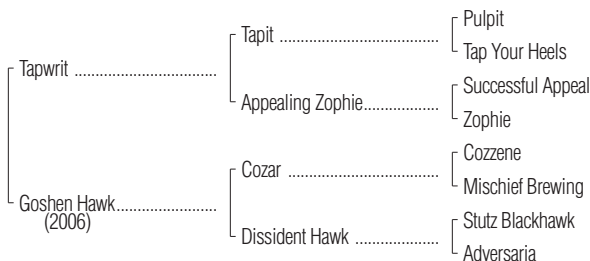 Pulpit
Tapit ................................
Tap Your Heels
Tapwrit .............................
Successful Appeal
Appealing Zophie...............
Zophie
Cozzene
Cozar ..............................
Mischief Brewing
Goshen Hawk....................
(2006)
Stutz Blackhawk
Dissident Hawk .................
Adversaria